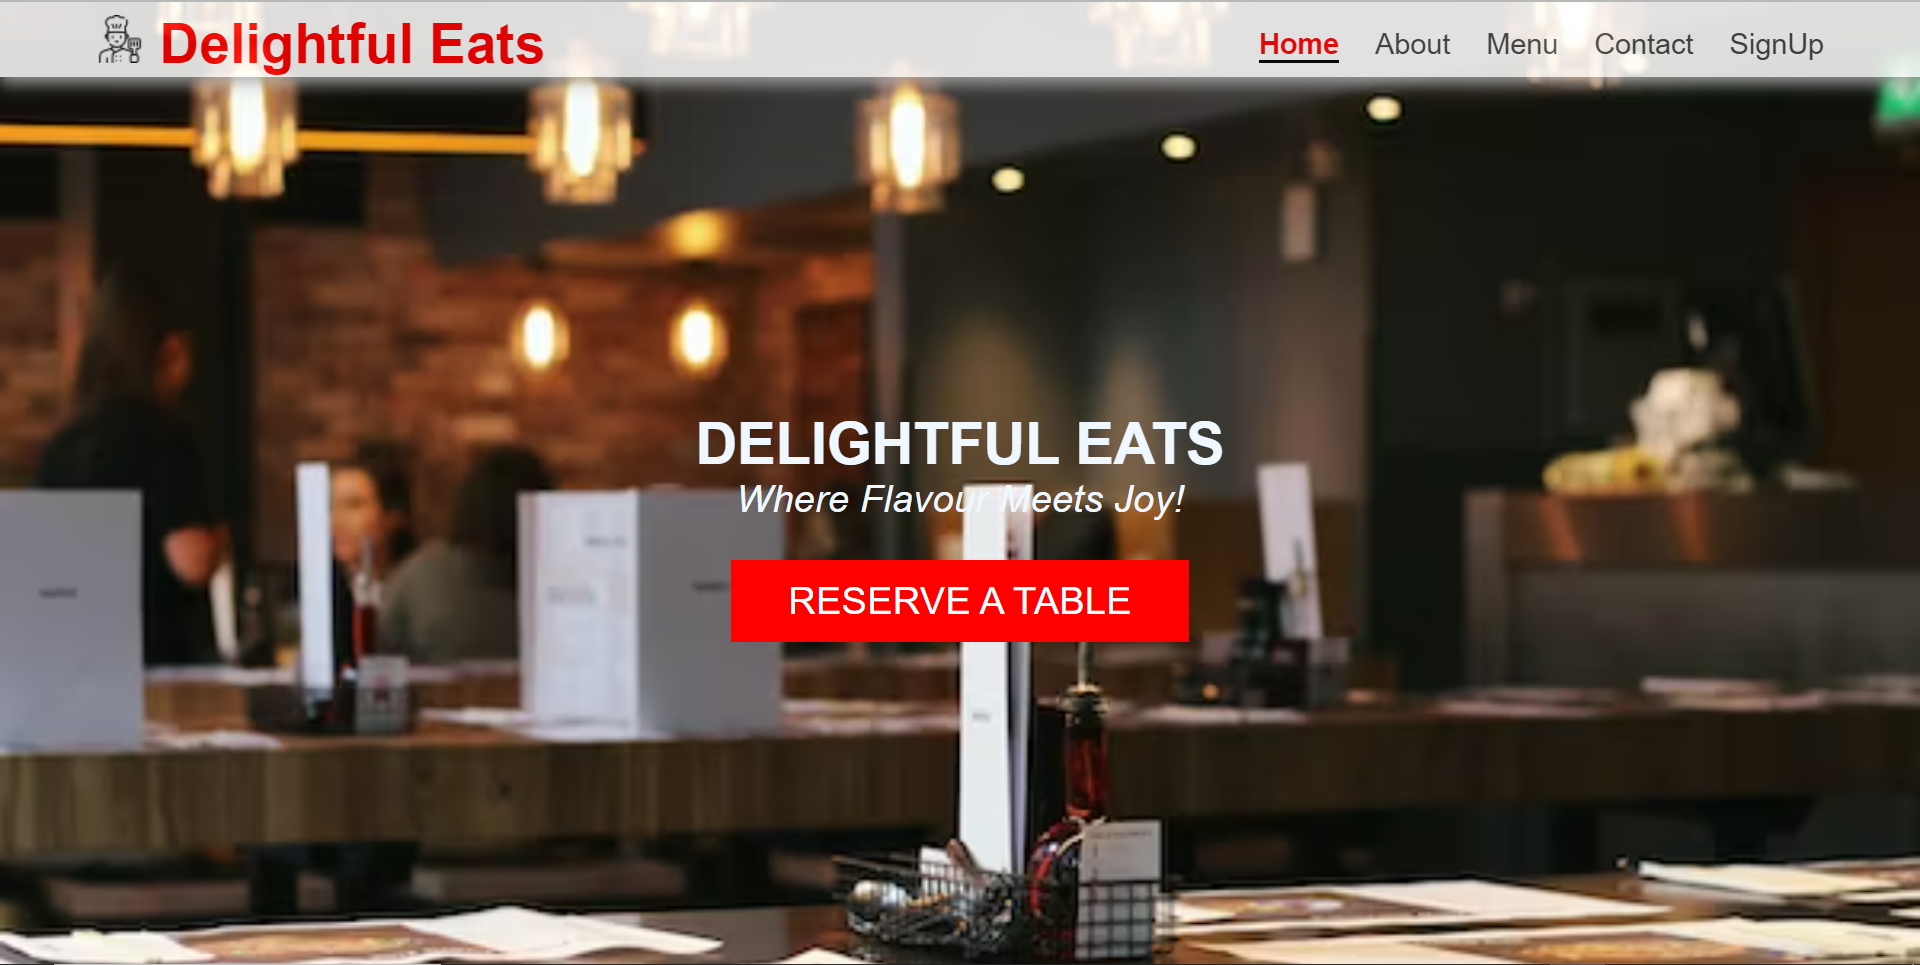 Delightful Eats
Home About Menu Contact SignUp
DELIGHTFUL EATS
Where Flavour Meets Joy!
RESERVE A TABLE